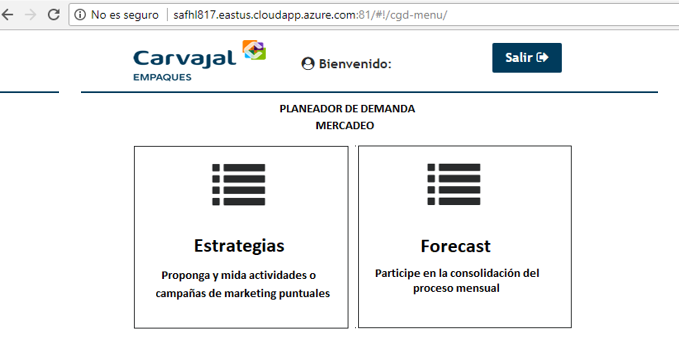 No es seguro safhl817.eastus.cloudapp.azure.com:81/#!/cgd-menu/
Carvajal
EMPAQUES
Bienvenido:
Salir
PLANEADOR DE DEMANDA
MERCADEO
Estrategias
Proponga y mida actividades o
campañas de marketing puntuales
Forecast
Participe en la consolidación del
proceso mensual